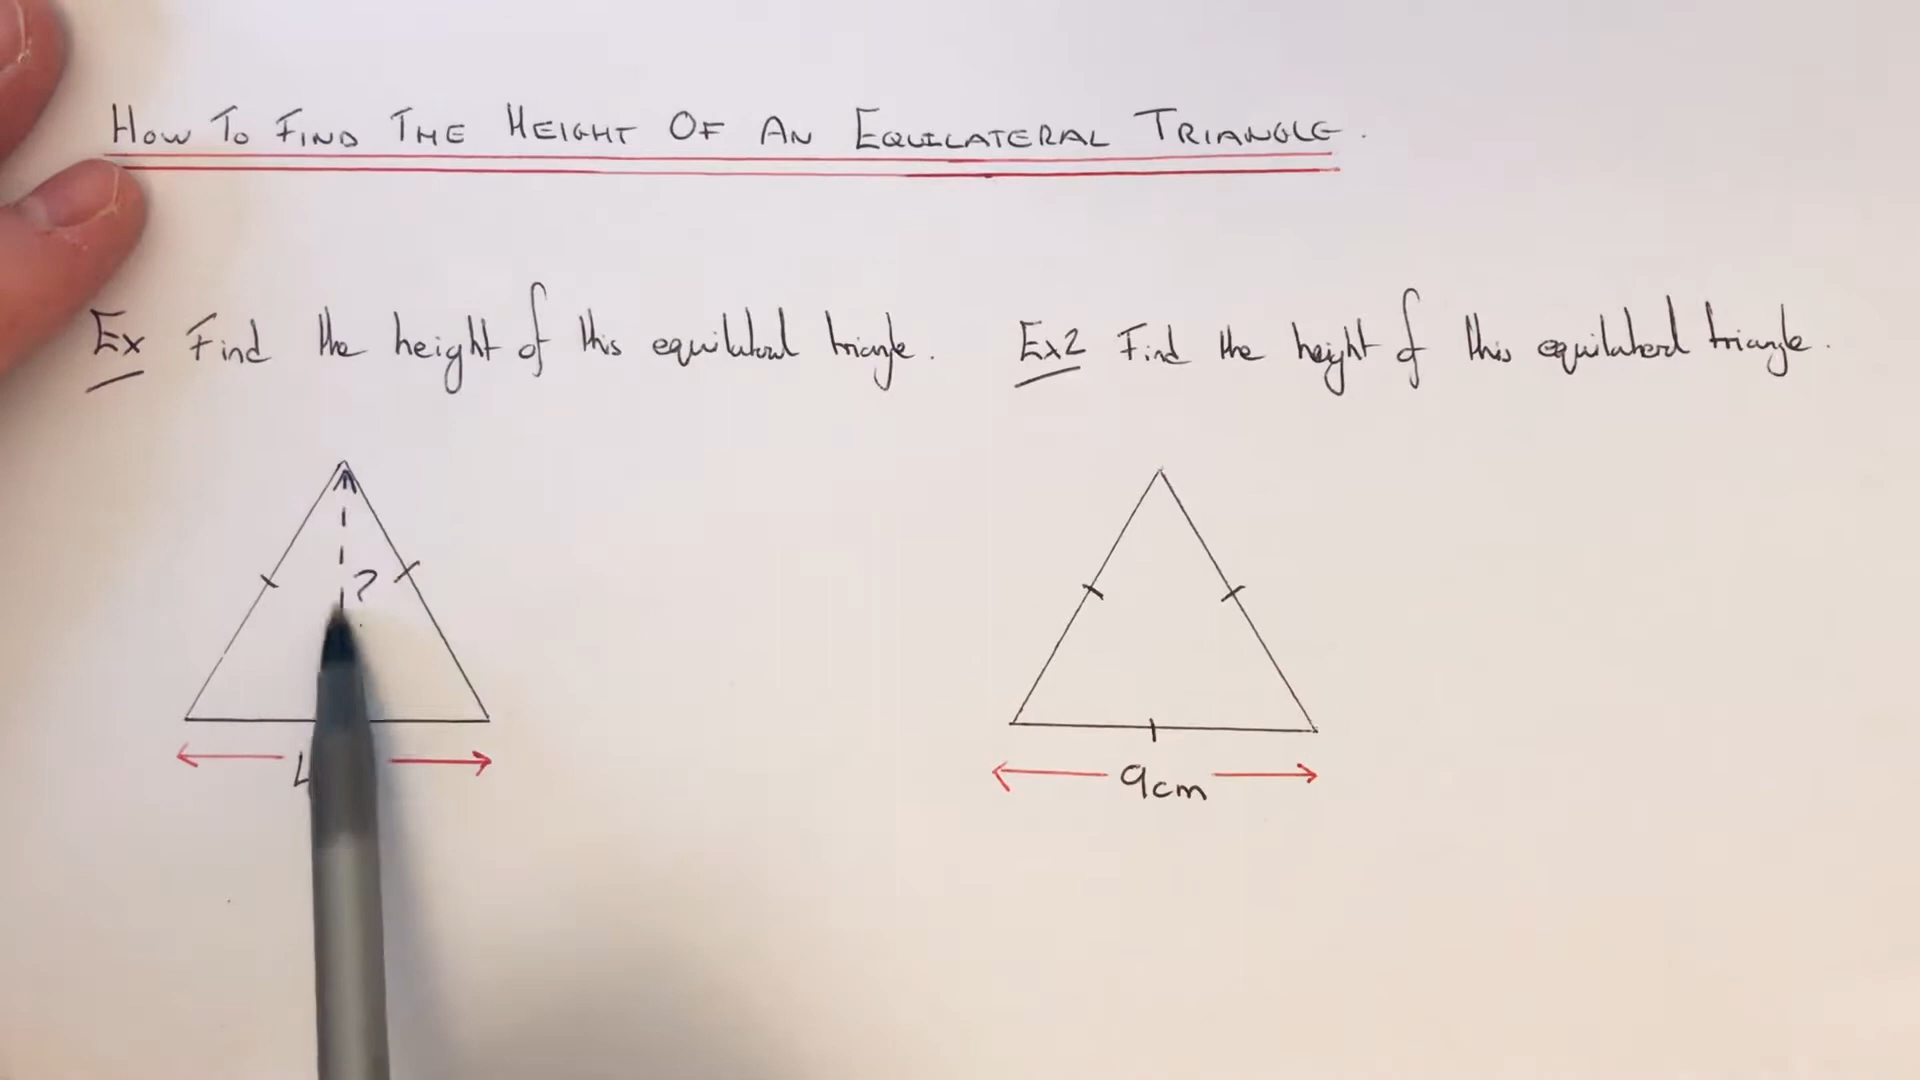 HOW TO FIND THE HEIGHT OF AN EQUILATERAL TRIANGLE.
Ex Find the height of this equilateral triangle.
Ex2 Find the height of this equilateral triangle.
?
9cm